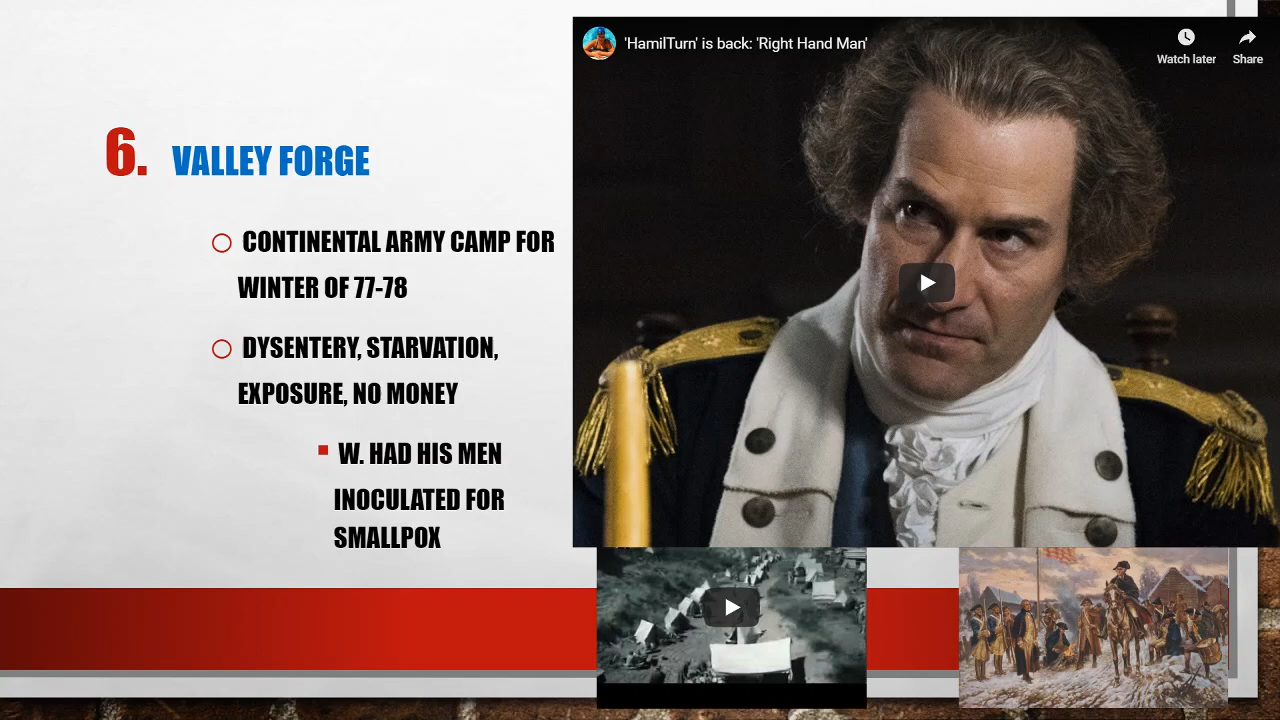 6. VALLEY FORGE
CONTINENTAL ARMY CAMP FOR
WINTER OF 77-78
DYSENTERY, STARVATION,
EXPOSURE, NO MONEY
W. HAD HIS MEN
INOCULATED FOR
SMALLPOX
'HamilTurn' is back: 'Right Hand Man'
Watch later
Share